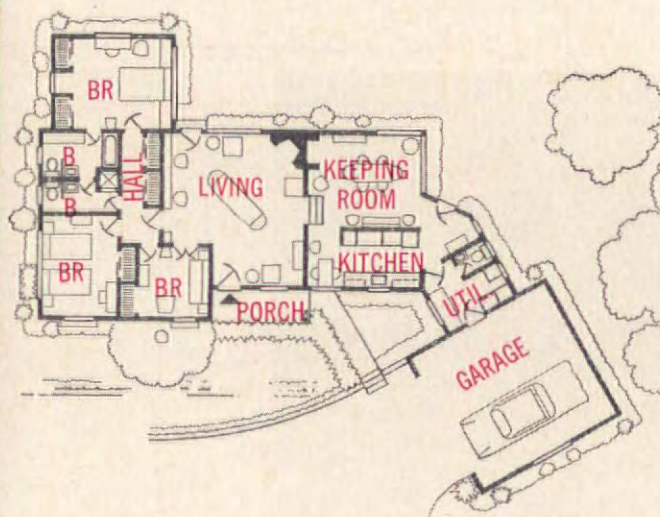 BR
B
B
HALL
LIVING
KEEPING
ROOM
KITCHEN
BR
BR
PORCH
UTIL
GARAGE